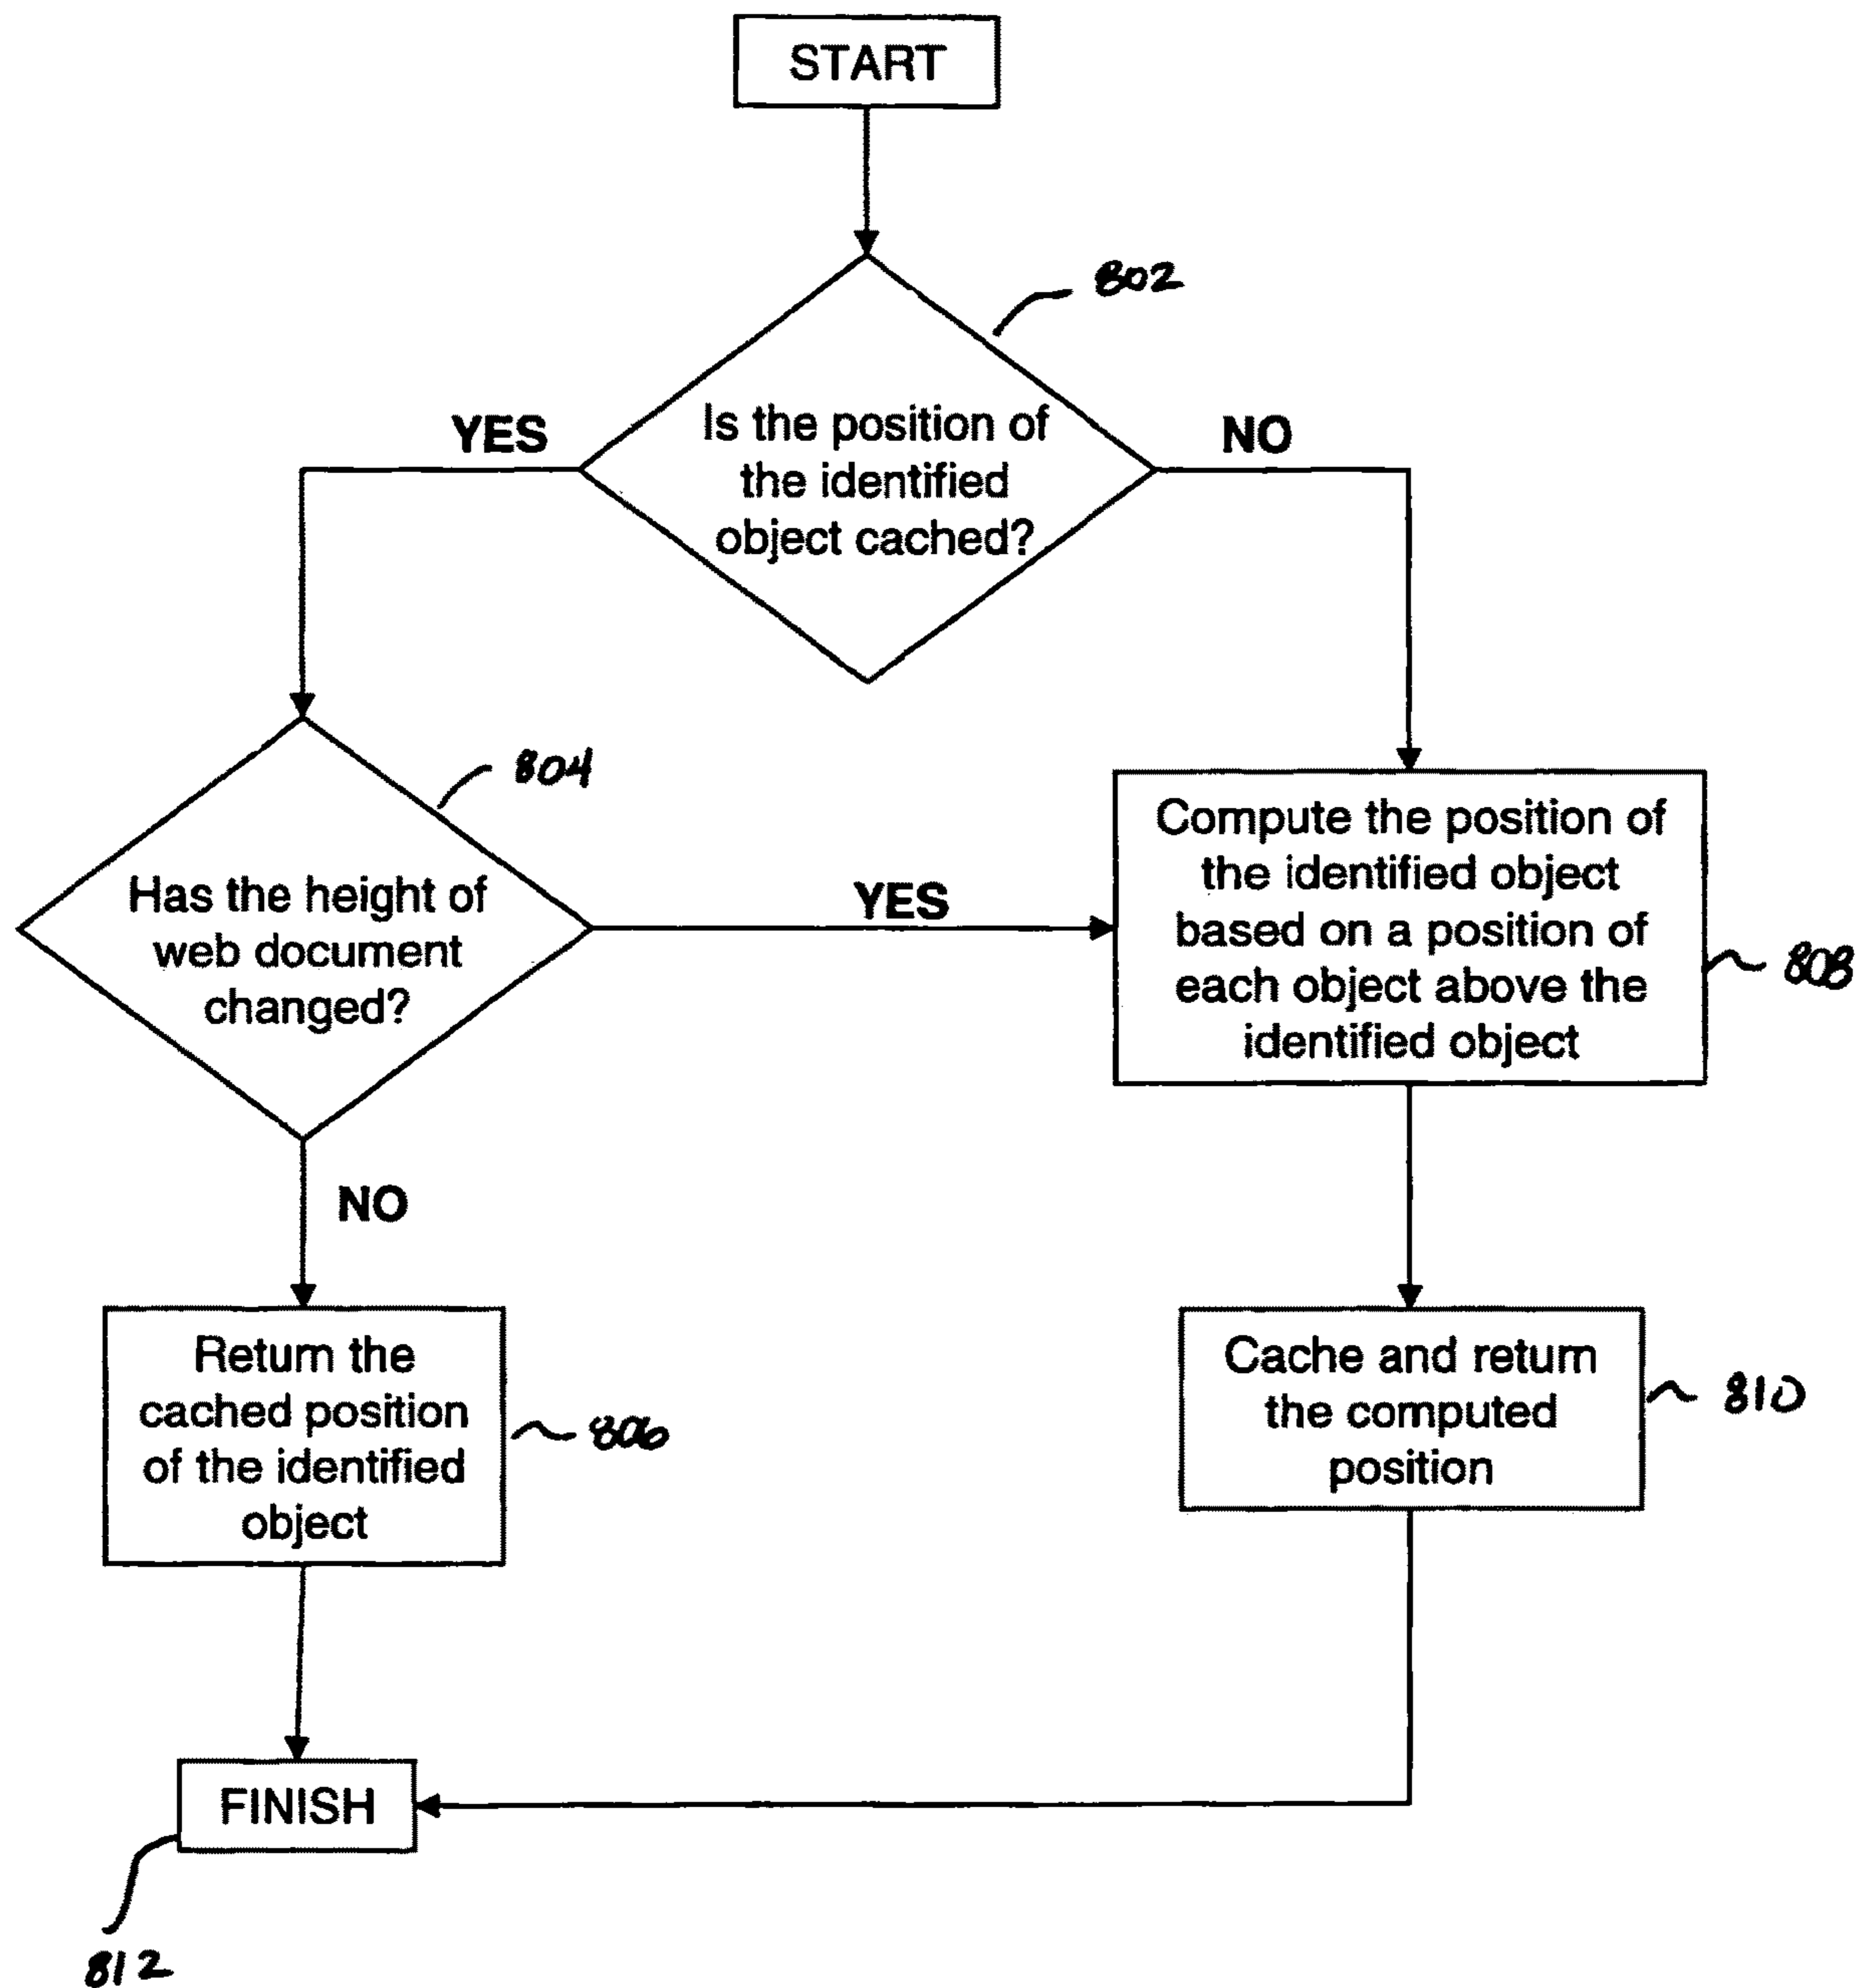 START
802
YES
NO
Is the position of
the identified
object cached?
804
Has the height of
web document
changed?
YES
Compute the position of
the identified object
based on a position of
each object above the
identified object
808
NO
Return the
cached position
of the identified
object
806
Cache and return
the computed
position
810
FINISH
812